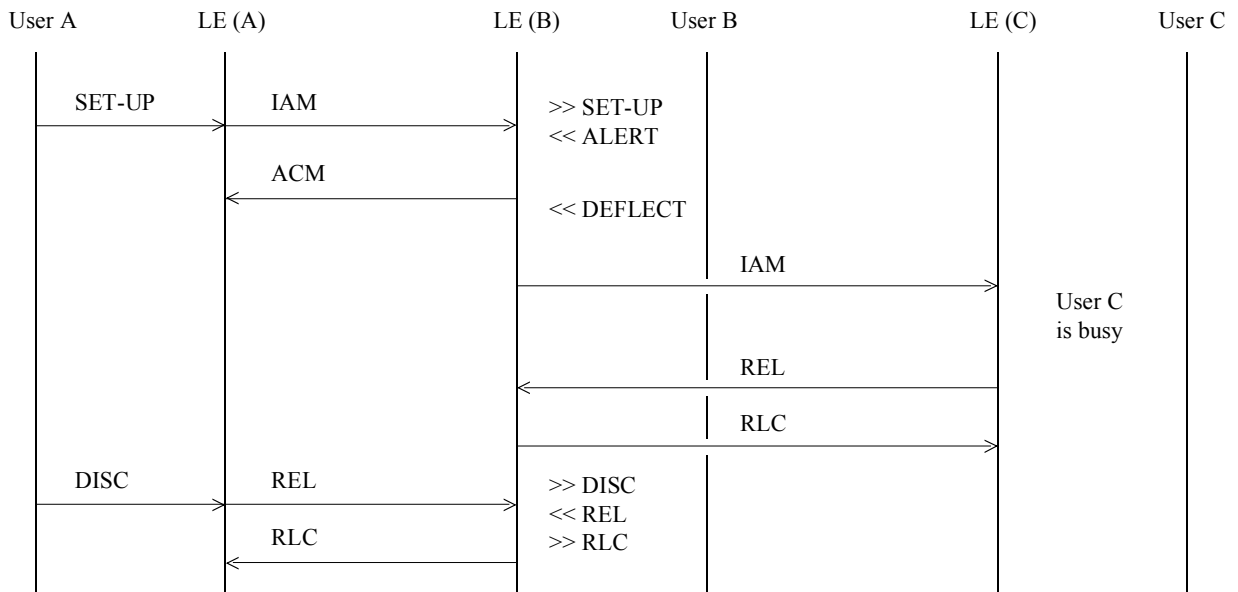 User A LE (A) LE (B) User B LE (C) User C
SET-UP IAM >> SET-UP
<< ALERT
ACM
<< DEFLECT
IAM
User C
is busy
REL
RLC
DISC REL >> DISC
<< REL
RLC >> RLC